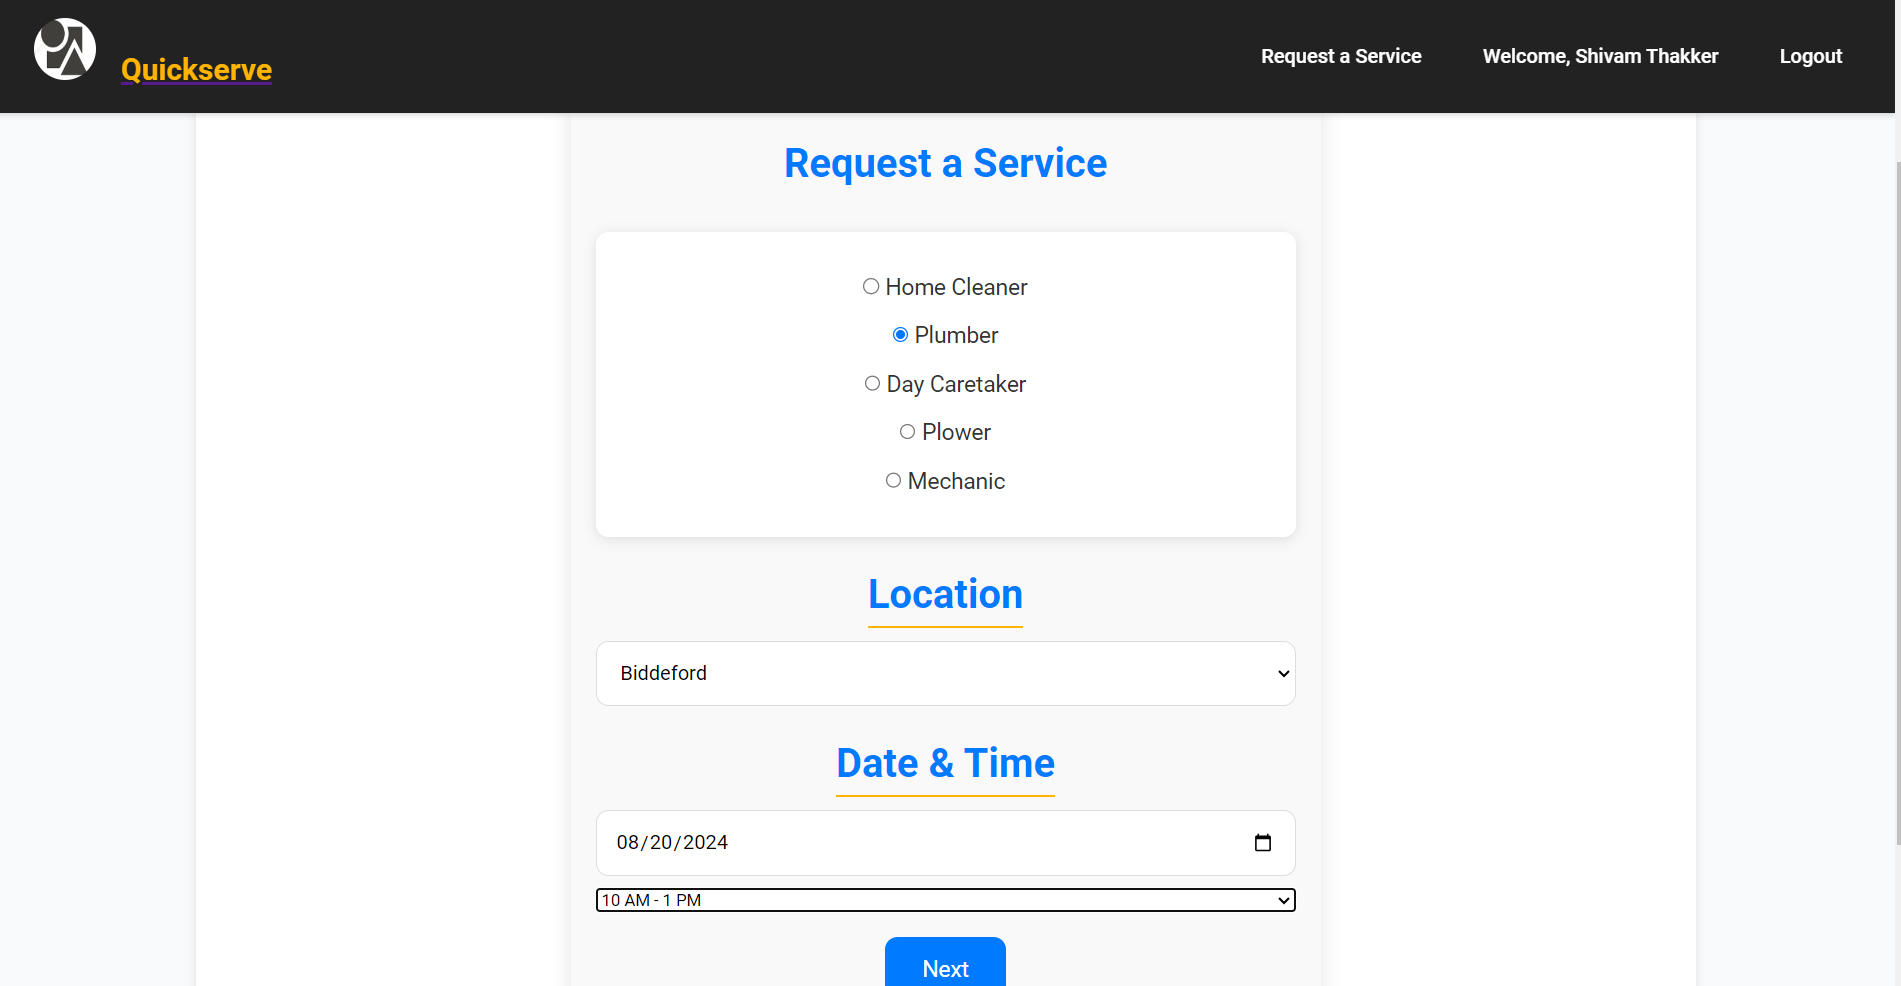 Quickserve
Request a Service
Welcome, Shivam Thakker
Logout
Request a Service
Home Cleaner
Plumber
Day Caretaker
Plower
Mechanic
Location
Biddeford
Date & Time
08/20/2024
10 AM - 1 PM
Next